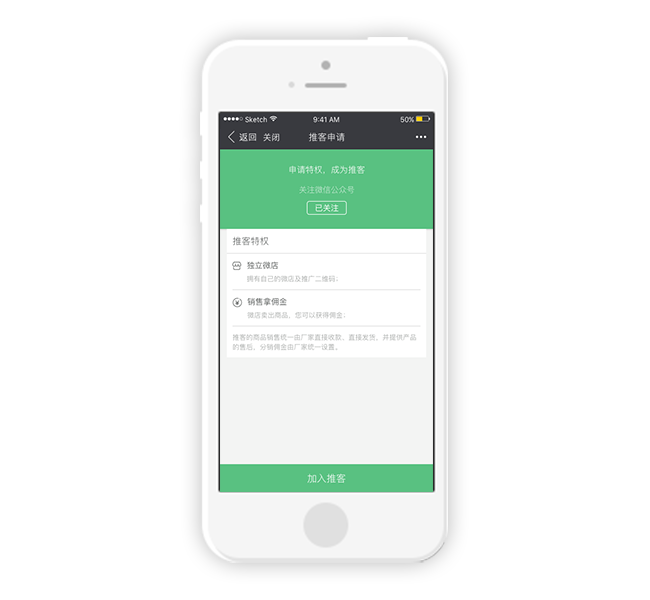 Sketch 9:41 AM 50%
返回 关闭 推客申请
申请特权，成为推客
关注微信公众号
已关注
推客特权
独立微店
拥有自己的微店及推广二维码；
销售拿佣金
微店卖出商品，您可以获得佣金；
推客的商品销售统一由厂家直接收款、直接发货、并提供产品
的售后，分销佣金由厂家统一设置。
加入推客